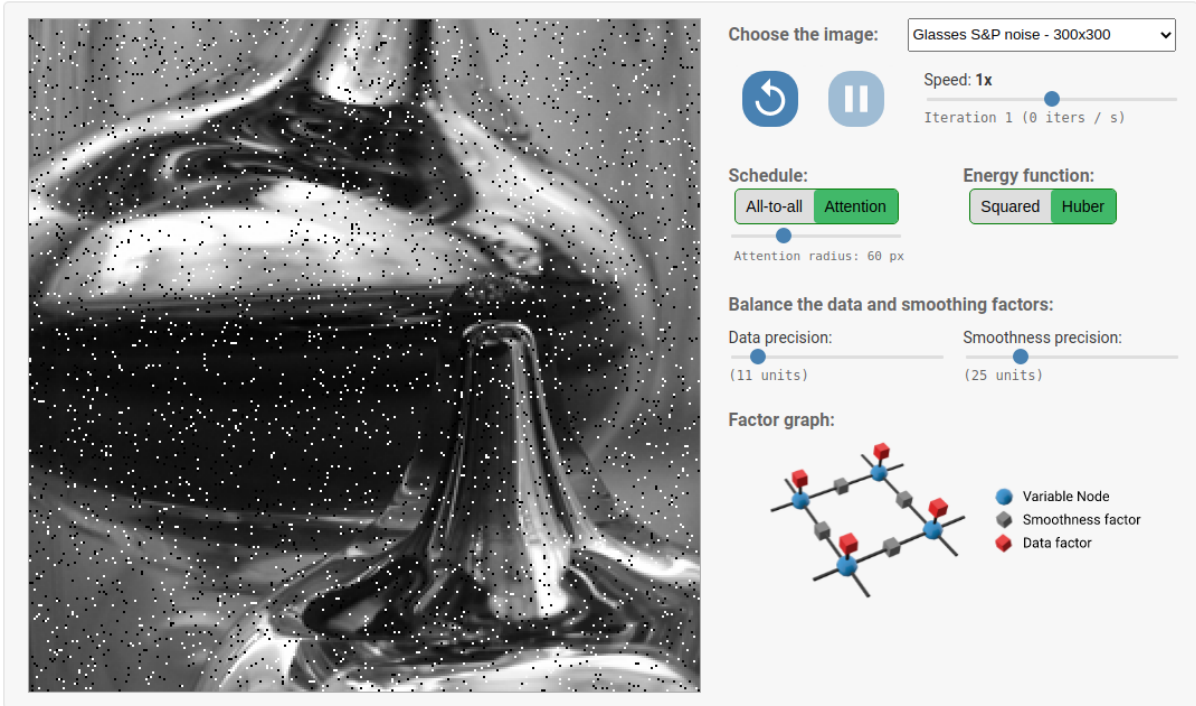 Choose the image:
Glasses S&P noise - 300x300
Speed: 1x
Iteration 1 (0 iters / s)
Schedule:
Energy function:
All-to-all
Attention
Squared
Huber
Attention radius: 60 px
Balance the data and smoothing factors:
Data precision:
Smoothness precision:
(11 units)
(25 units)
Factor graph:
Variable Node
Smoothness factor
Data factor